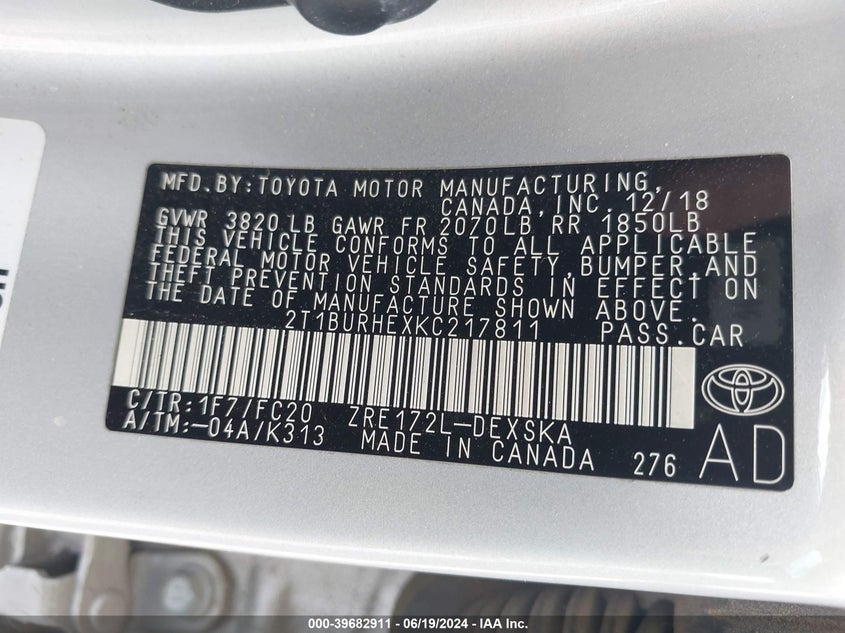 MFD.BY:TOYOTA MOTOR MANUFACTURING,
CANADA,INC. 12/18
GVWR 3820 LB GAWR FR 2070LB RR 1850LB
THIS VEHICLE CONFORMS TO ALL APPLICABLE
FEDERAL MOTOR VEHICLE SAFETY,BUMPER,AND
THEFT PREVENTION STANDARDS IN EFFECT ON
THE DATE OF MANUFACTURE SHOWN ABOVE.
2T1BURHEXKC217811 PASS.CAR
C/TR:1F7/FC20 ZRE172L-DEXSKA
A/TM:-04A/K313 MADE IN CANADA 276 AD
000-39682911 - 06/19/2024 - IAA Inc.